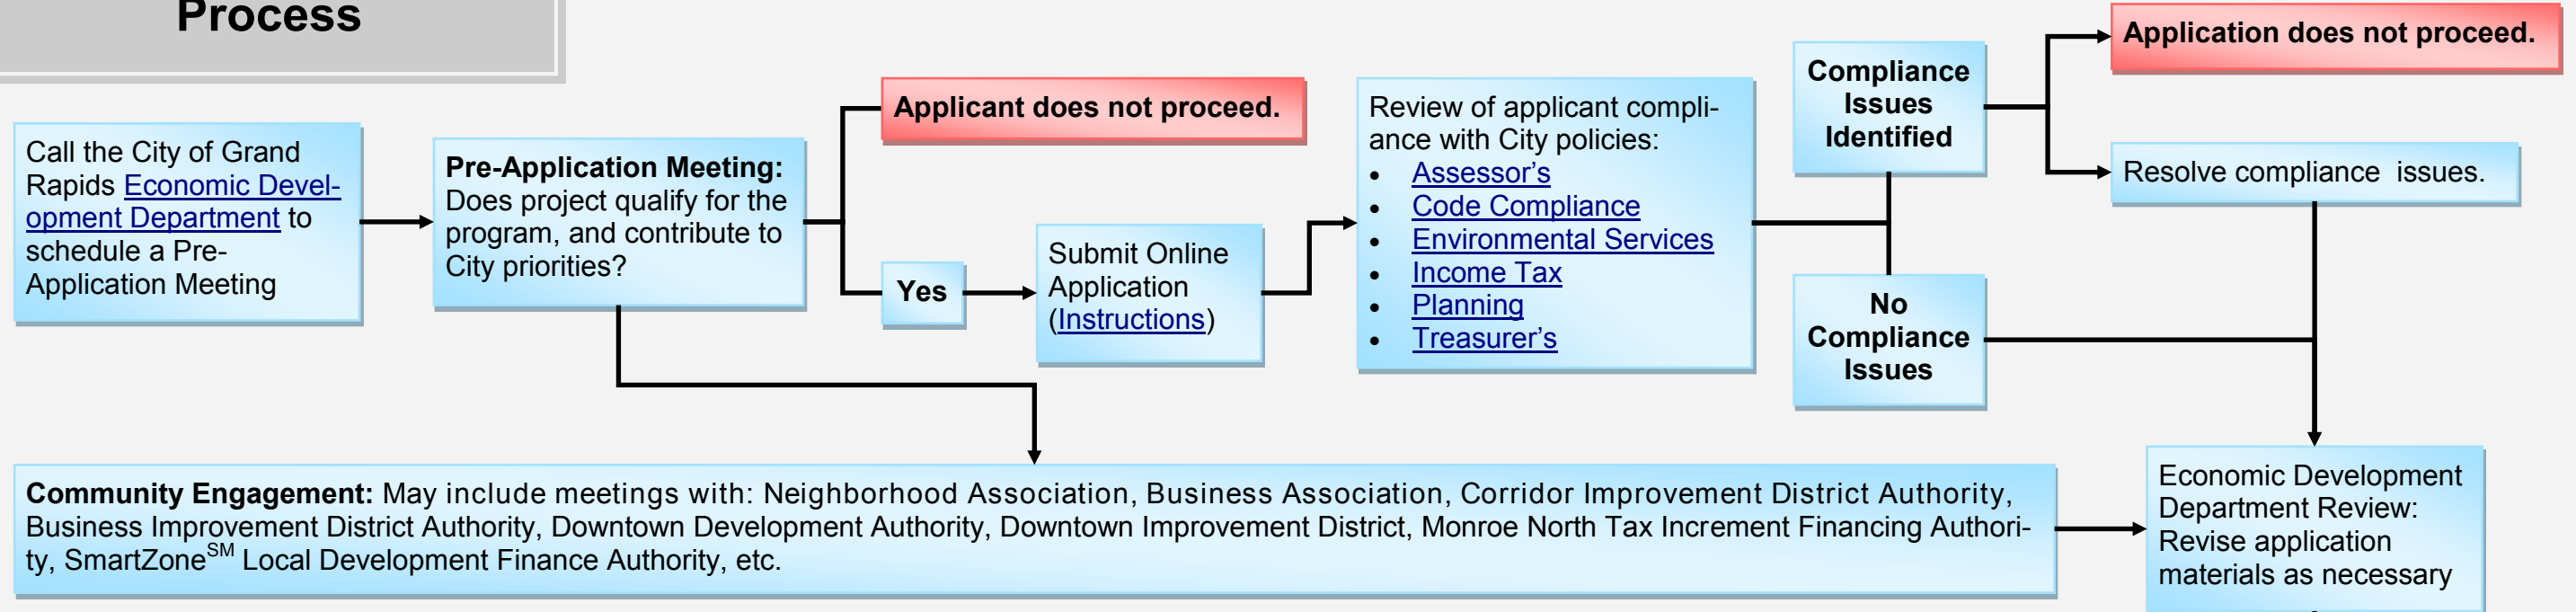 Process
Call the City of Grand
Rapids Economic Devel-
opment Department to
schedule a Pre-
Application Meeting
Pre-Application Meeting:
Does project qualify for the
program, and contribute to
City priorities?
Applicant does not proceed.
Yes
Submit Online
Application
(Instructions)
Review of applicant compli-
ance with City policies:
• Assessor’s
• Code Compliance
• Environmental Services
• Income Tax
• Planning
• Treasurer’s
Compliance
Issues
Identified
No
Compliance
Issues
Application does not proceed.
Resolve compliance issues.
Community Engagement: May include meetings with: Neighborhood Association, Business Association, Corridor Improvement District Authority,
Business Improvement District Authority, Downtown Development Authority, Downtown Improvement District, Monroe North Tax Increment Financing Authori-
ty, SmartZoneSM Local Development Finance Authority, etc.
Economic Development
Department Review:
Revise application
materials as necessary